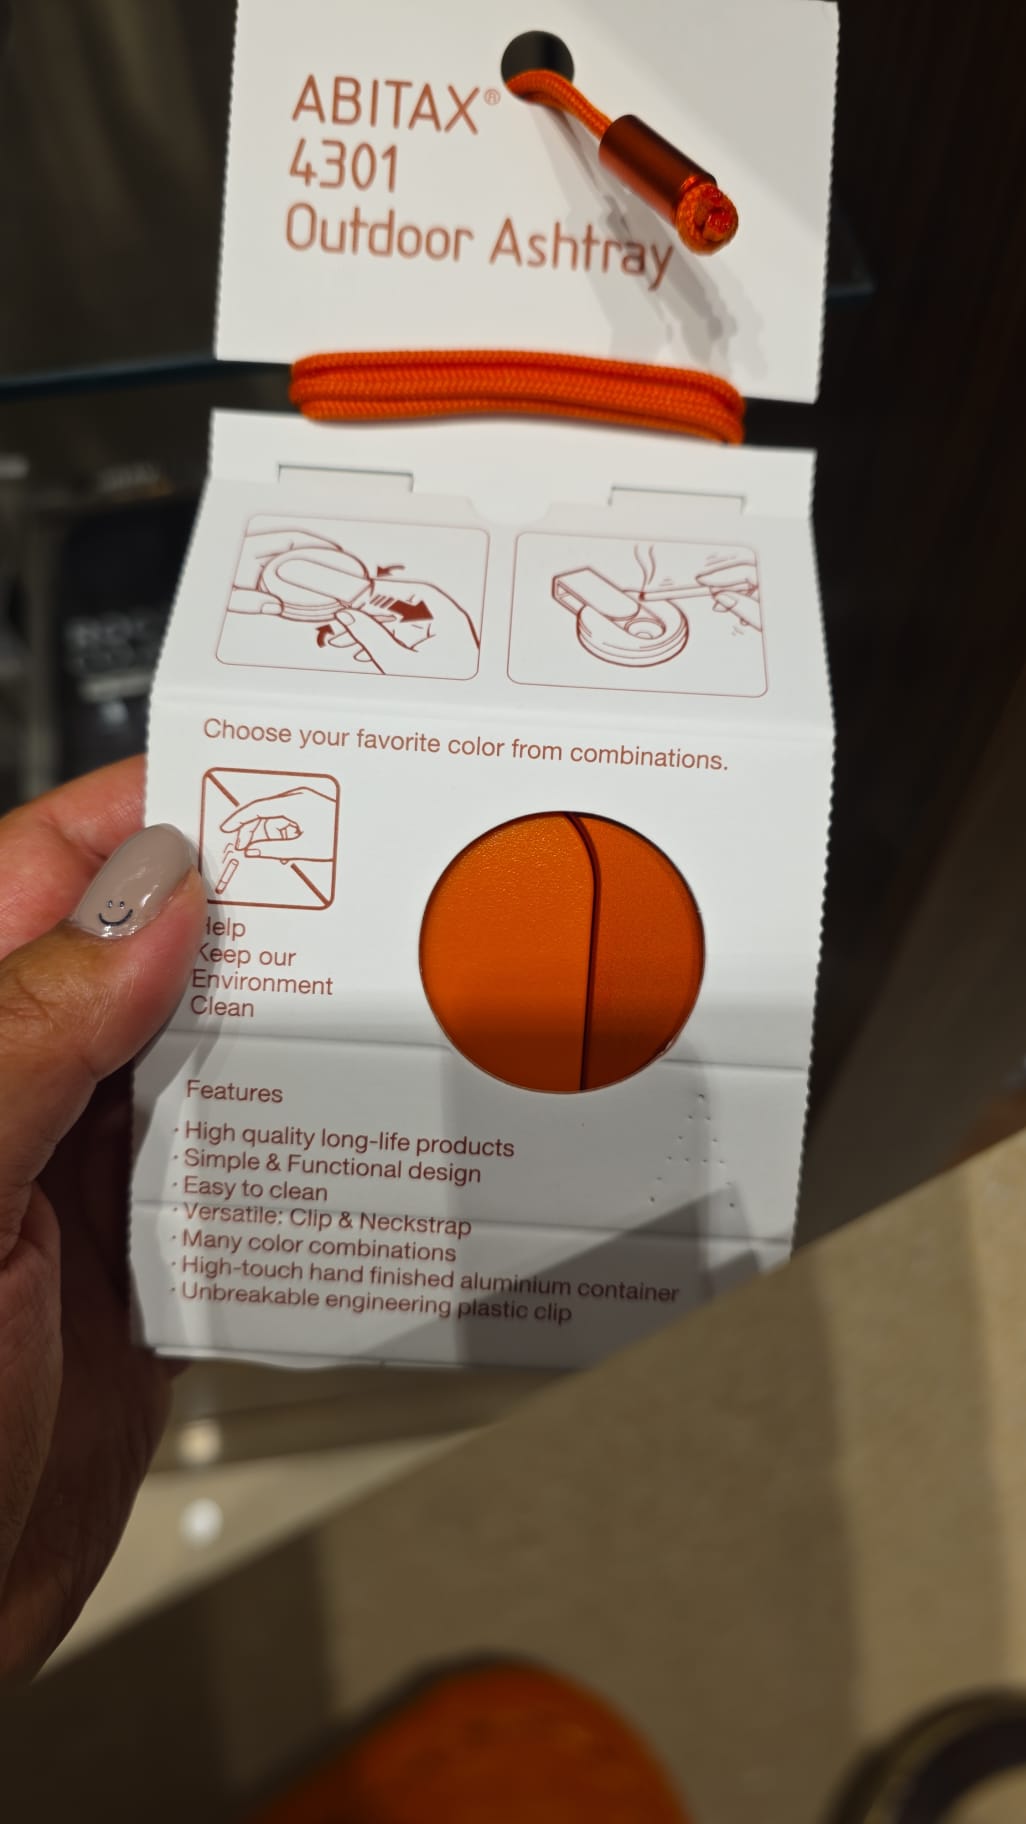 ABITAX®
4301
Outdoor Ashtray
Choose your favorite color from combinations.
Help
Keep our
Environment
Clean
Features
· High quality long-life products
· Simple & Functional design
· Easy to clean
· Versatile: Clip & Neckstrap
· Many color combinations
· High-touch hand finished aluminium container
· Unbreakable engineering plastic clip